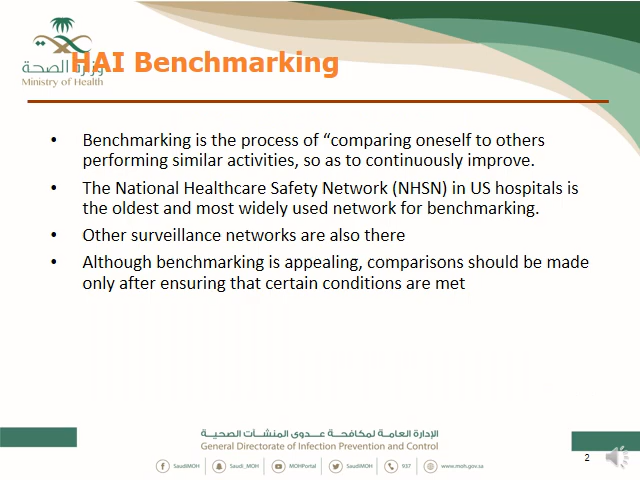 وزارة الصحة
Ministry of Health
HAI Benchmarking
• Benchmarking is the process of “comparing oneself to others
performing similar activities, so as to continuously improve.
• The National Healthcare Safety Network (NHSN) in US hospitals is
the oldest and most widely used network for benchmarking.
• Other surveillance networks are also there
• Although benchmarking is appealing, comparisons should be made
only after ensuring that certain conditions are met
الإدارة العامة لمكافحة عدوى المنشآت الصحية
General Directorate of Infection Prevention and Control
SaudiMOH Saudi_MOH MOHPortal SaudiMOH 937 www.moh.gov.sa
2